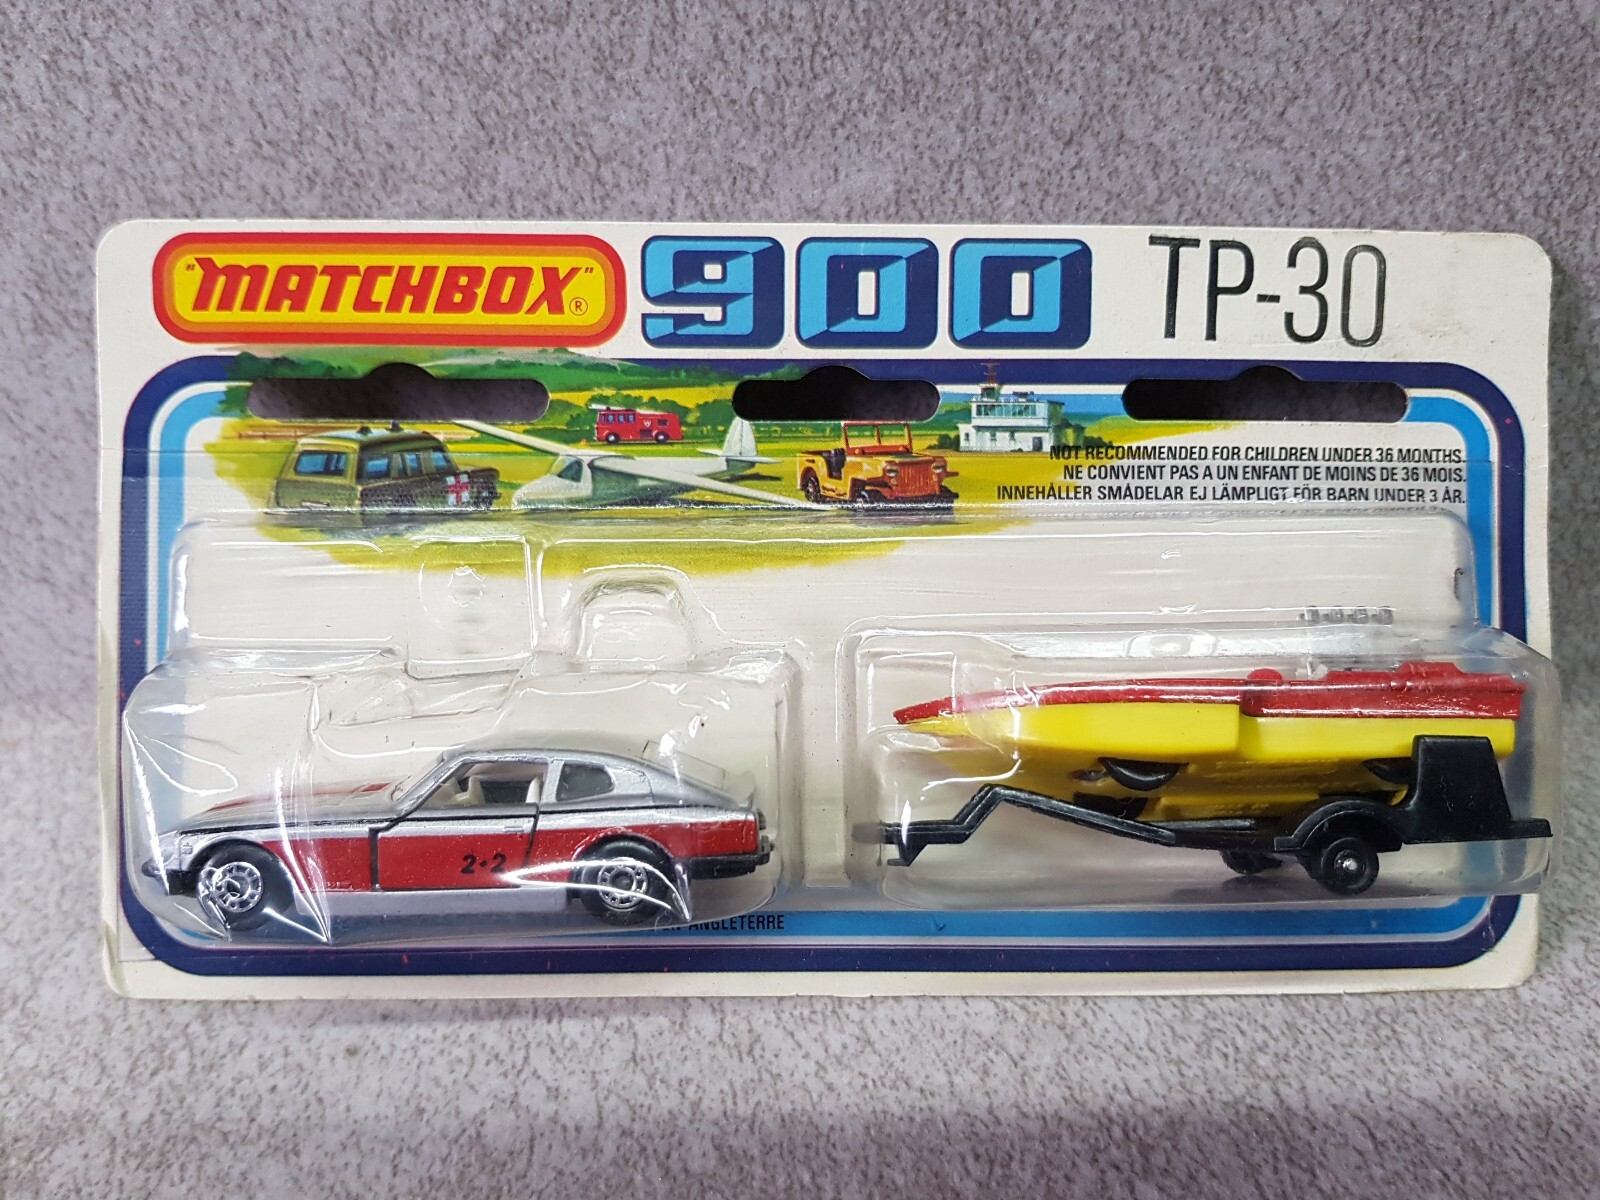 "MATCHBOX"®
900
TP-30
NOT RECOMMENDED FOR CHILDREN UNDER 36 MONTHS.
NE CONVIENT PAS A UN ENFANT DE MOINS DE 36 MOIS.
INNEHÅLLER SMÅDELAR EJ LÄMPLIGT FÖR BARN UNDER 3 ÅR.
2•2
EN ANGLETERRE